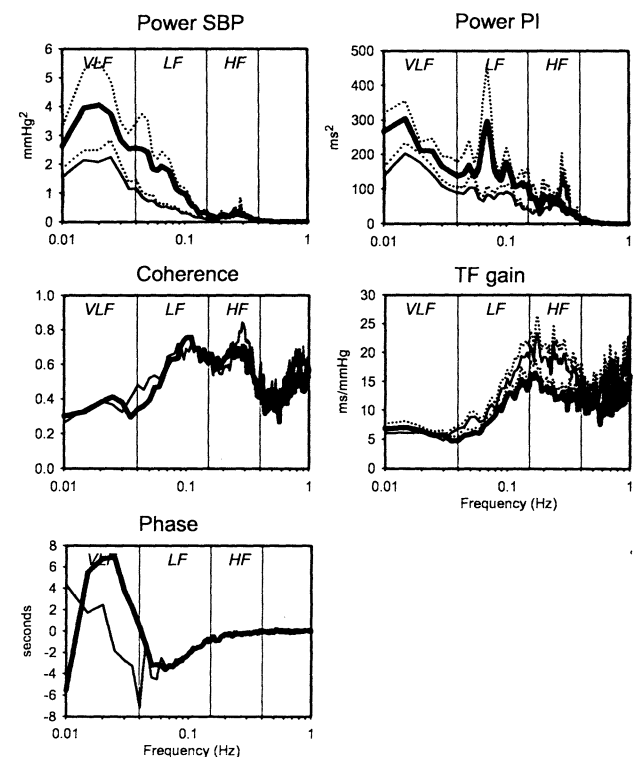 Power SBP
6
5
4
3
2
1
0
mmHg2
VLF
LF
HF
0.01
0.1
1
Power PI
500
400
300
200
100
0
ms2
VLF
LF
HF
0.01
0.1
1
Coherence
1.0
0.8
0.6
0.4
0.2
0.0
VLF
LF
HF
0.01
0.1
1
TF gain
30
25
20
15
10
5
0
ms/mmHg
VLF
LF
HF
0.01
0.1
1
Frequency (Hz)
Phase
8
6
4
2
0
-2
-4
-6
-8
seconds
VLF
LF
HF
0.01
0.1
1
Frequency (Hz)